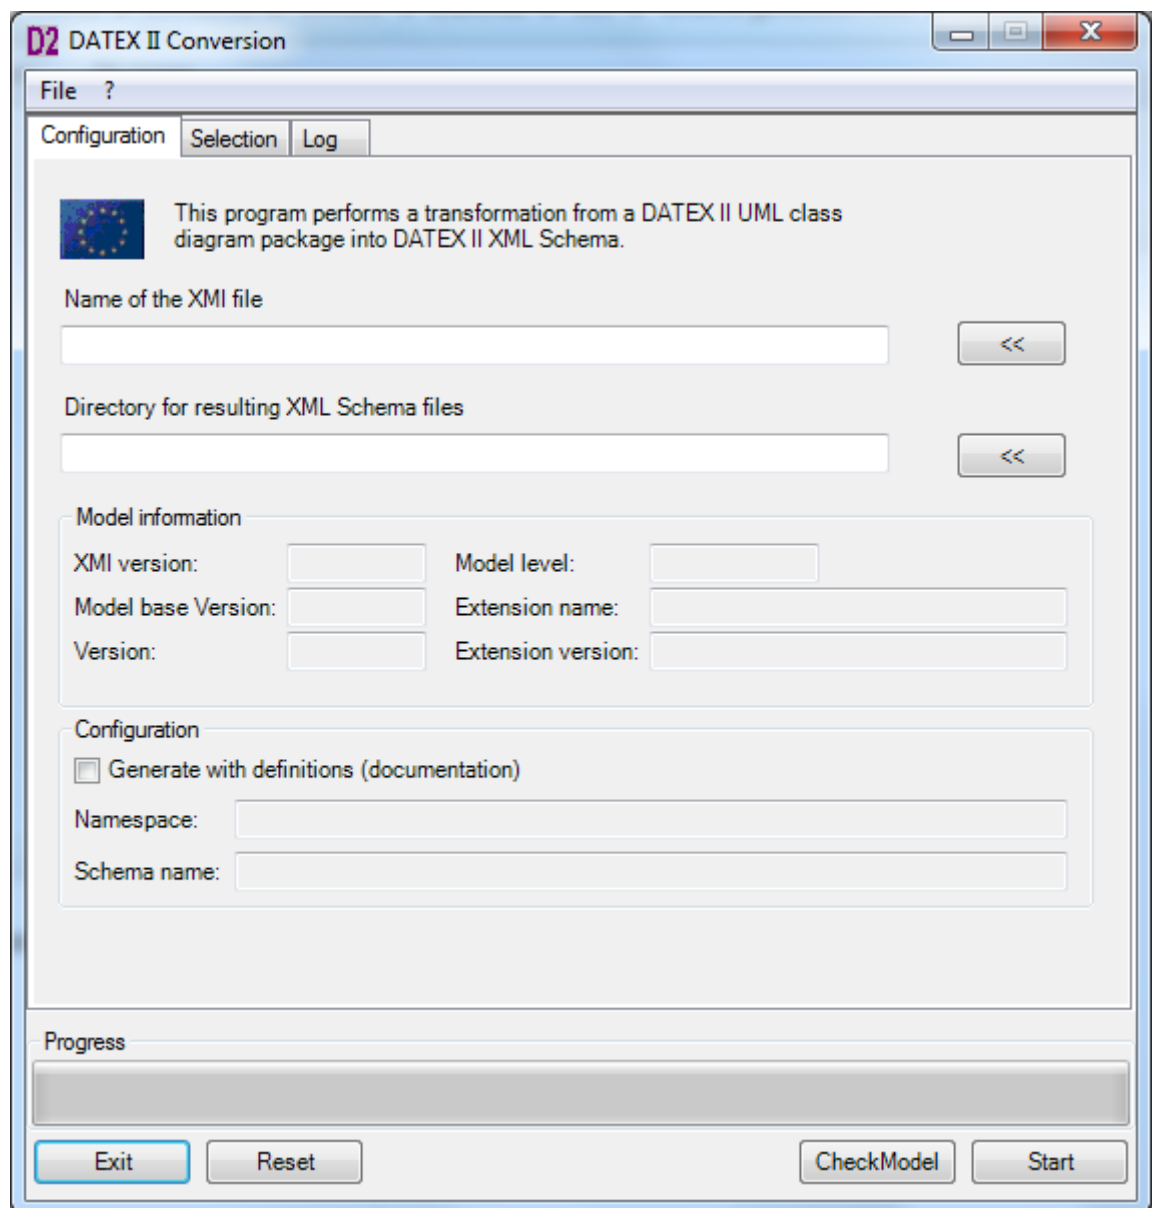 D2 DATEX II Conversion
File ?
Configuration Selection Log
This program performs a transformation from a DATEX II UML class
diagram package into DATEX II XML Schema.
Name of the XMI file
<<
Directory for resulting XML Schema files
<<
Model information
XMI version: Model level:
Model base Version: Extension name:
Version: Extension version:
Configuration
Generate with definitions (documentation)
Namespace:
Schema name:
Progress
Exit Reset CheckModel Start